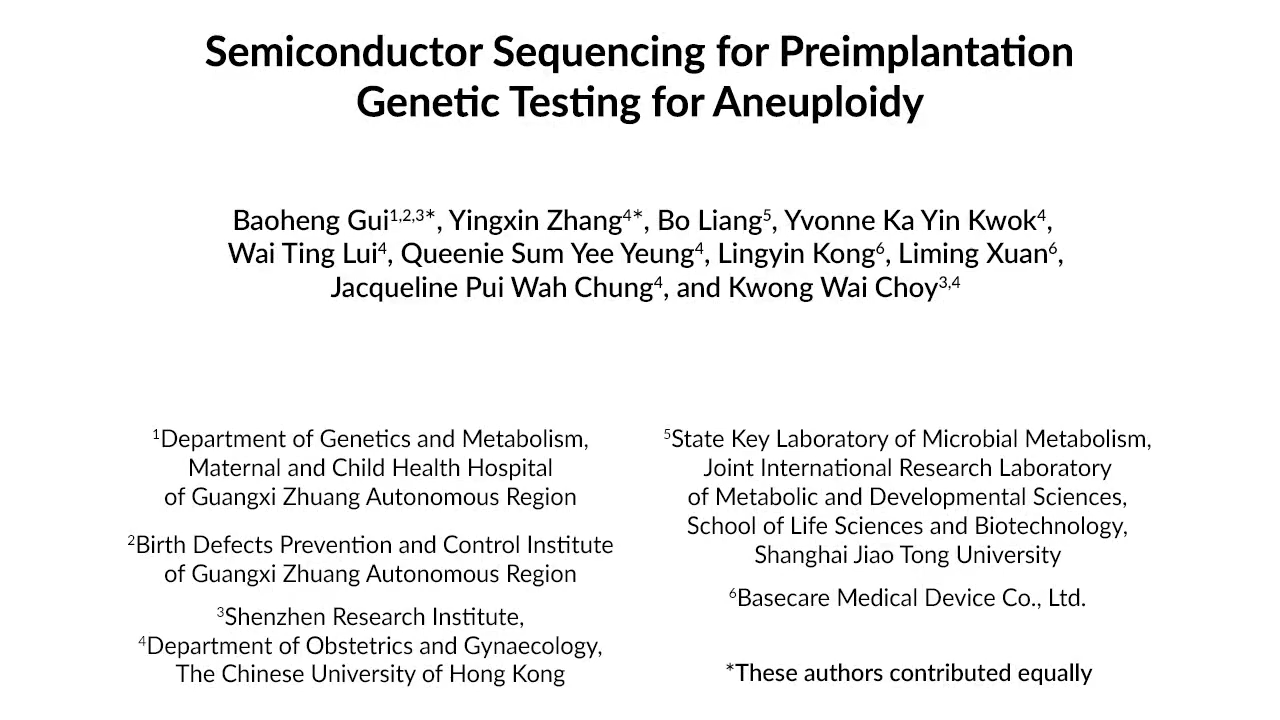 Semiconductor Sequencing for Preimplantation
Genetic Testing for Aneuploidy
Baoheng Gui1,2,3*, Yingxin Zhang4*, Bo Liang5, Yvonne Ka Yin Kwok4,
Wai Ting Lui4, Queenie Sum Yee Yeung4, Lingyin Kong6, Liming Xuan6,
Jacqueline Pui Wah Chung4, and Kwong Wai Choy3,4
1Department of Genetics and Metabolism,
Maternal and Child Health Hospital
of Guangxi Zhuang Autonomous Region
2Birth Defects Prevention and Control Institute
of Guangxi Zhuang Autonomous Region
3Shenzhen Research Institute,
4Department of Obstetrics and Gynaecology,
The Chinese University of Hong Kong
5State Key Laboratory of Microbial Metabolism,
Joint International Research Laboratory
of Metabolic and Developmental Sciences,
School of Life Sciences and Biotechnology,
Shanghai Jiao Tong University
6Basecare Medical Device Co., Ltd.
*These authors contributed equally